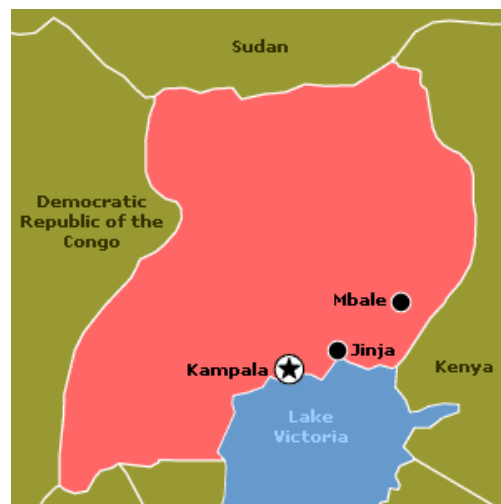 Sudan
Democratic
Republic of the
Congo
Mbale
Jinja
Kampala
Kenya
Lake
Victoria